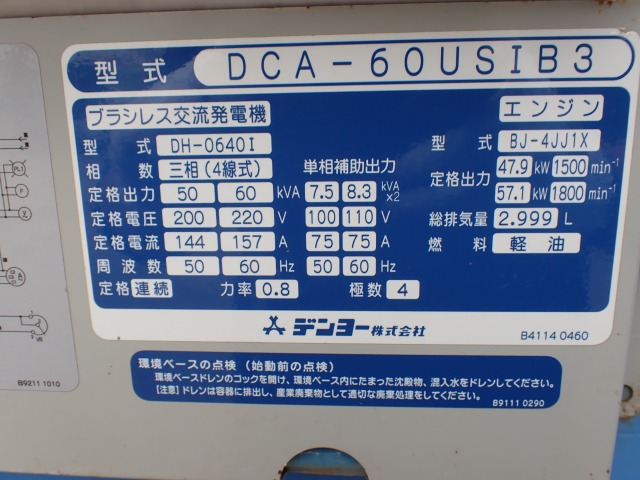 型式 DCA-60USIB3
ブラシレス交流発電機
型式 DH-0640I
相数 三相(4線式) 単相補助出力
定格出力 50 60 kVA 7.5 8.3 kVA×2
定格電圧 200 220 V 100 110 V
定格電流 144 157 A 75 75 A
周波数 50 60 Hz 50 60 Hz
定格 連続 力率 0.8 極数 4
エンジン
型式 BJ-4JJ1X
定格出力 47.9 kW 1500 min-1
57.1 kW 1800 min-1
総排気量 2.999 L
燃料 軽油
デンヨー株式会社
B4114 0460
環境ベースの点検(始動前の点検)
環境ベースドレンのコックを開け、環境ベース内にたまった沈殿物、混入水をドレンしてください。
[注意]ドレンは容器に排出し、産業廃棄物として適切な廃棄処理をしてください。
B9111 0290
B9211 1010